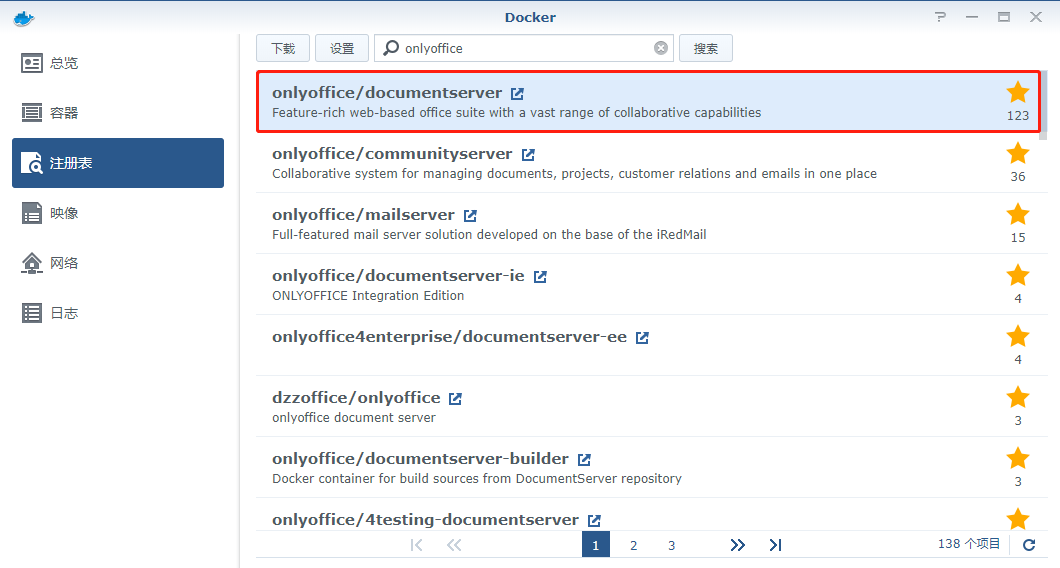 Docker
总览
容器
注册表
映像
网络
日志
下载 设置 onlyoffice 搜索
onlyoffice/documentserver
Feature-rich web-based office suite with a vast range of collaborative capabilities
123
onlyoffice/communityserver
Collaborative system for managing documents, projects, customer relations and emails in one place
36
onlyoffice/mailserver
Full-featured mail server solution developed on the base of the iRedMail
15
onlyoffice/documentserver-ie
ONLYOFFICE Integration Edition
4
onlyoffice4enterprise/documentserver-ee
4
dzzoffice/onlyoffice
onlyoffice document server
3
onlyoffice/documentserver-builder
Docker container for build sources from DocumentServer repository
3
onlyoffice/4testing-documentserver
1 2 3 138 个项目